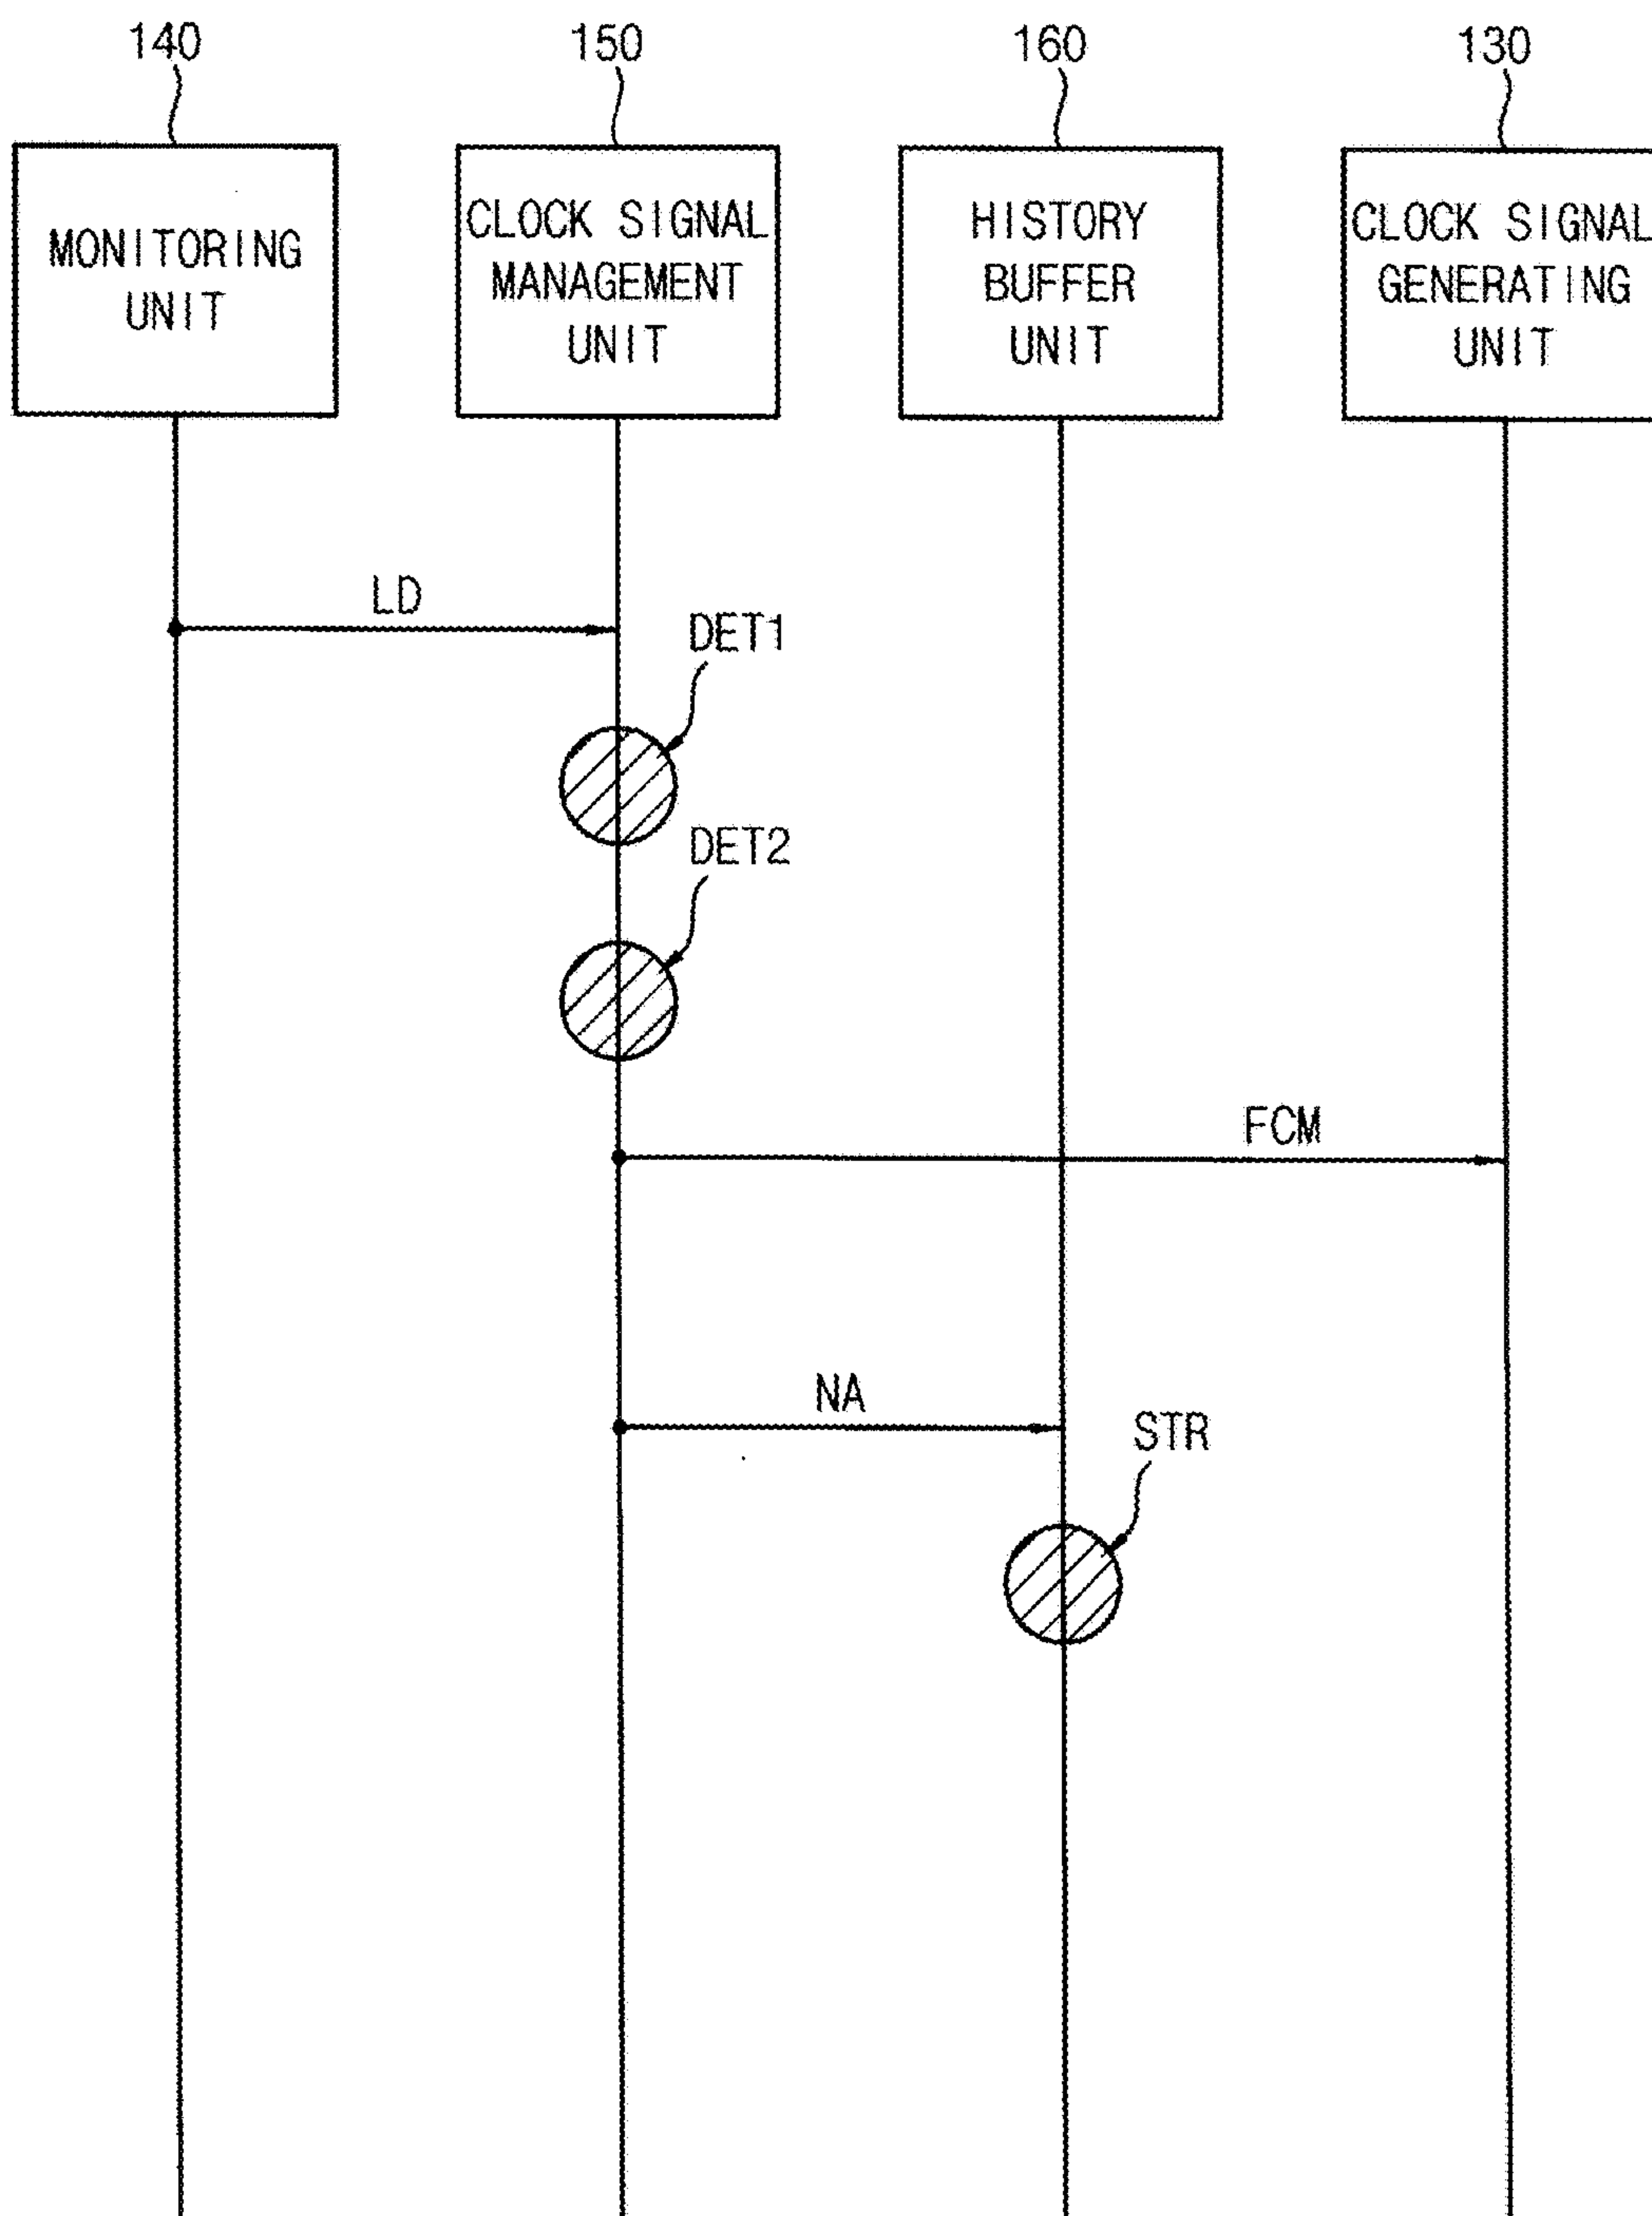 140
150
160
130
MONITORING
UNIT
CLOCK SIGNAL
MANAGEMENT
UNIT
HISTORY
BUFFER
UNIT
CLOCK SIGNAL
GENERATING
UNIT
LD
DET1
DET2
FCM
NA
STR